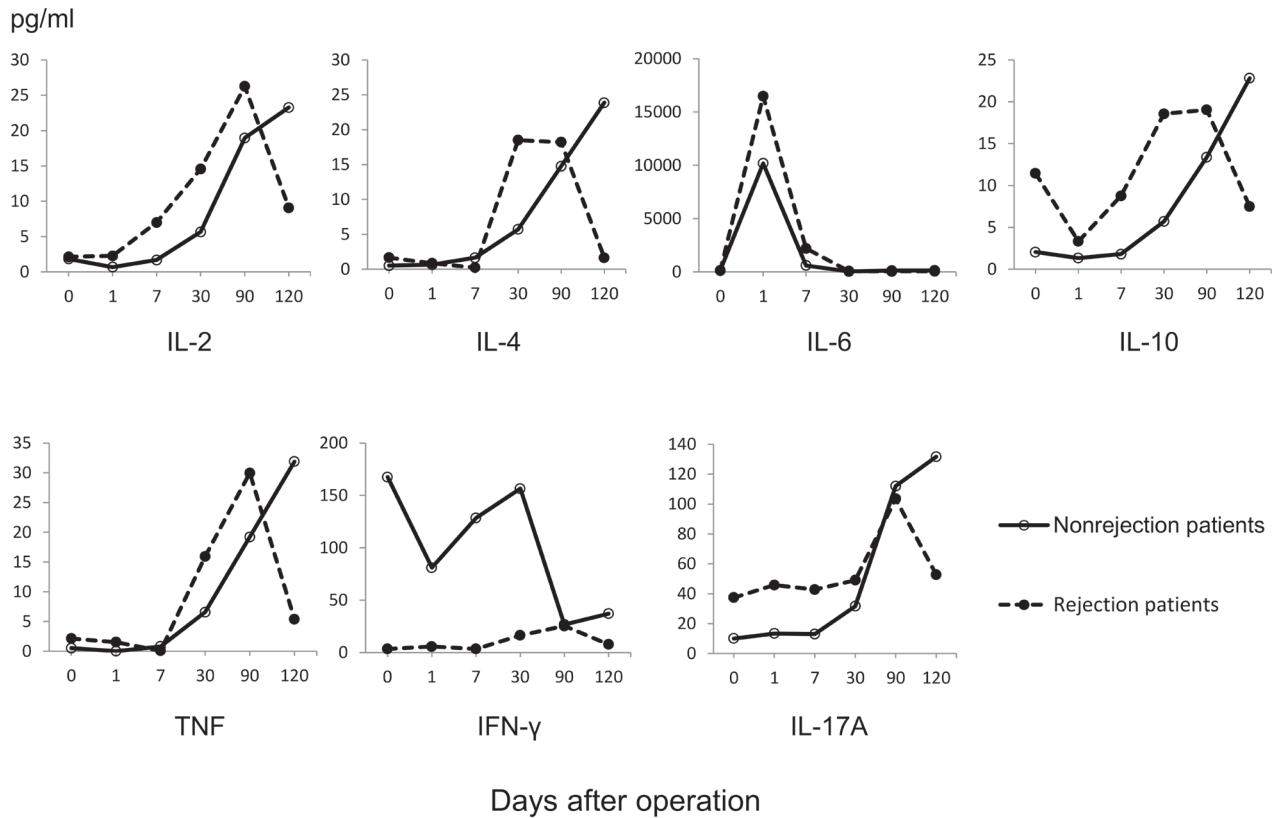 pg/ml
30
25
20
15
10
5
0
0 1 7 30 90 120
IL-2
30
25
20
15
10
5
0
0 1 7 30 90 120
IL-4
20000
15000
10000
5000
0
0 1 7 30 90 120
IL-6
25
20
15
10
5
0
0 1 7 30 90 120
IL-10
35
30
25
20
15
10
5
0
0 1 7 30 90 120
TNF
200
150
100
50
0
0 1 7 30 90 120
IFN-γ
140
120
100
80
60
40
20
0
0 1 7 30 90 120
IL-17A
Nonrejection patients
Rejection patients
Days after operation